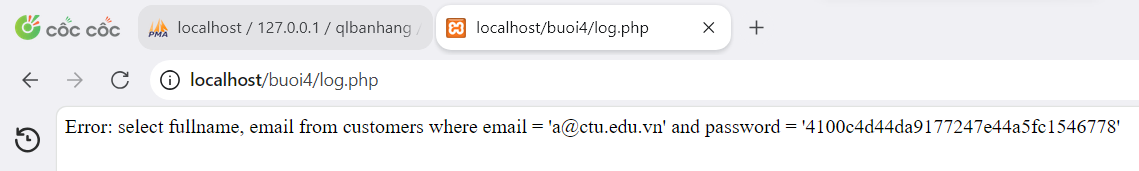 cốc cốc
PMA
localhost / 127.0.0.1 / qlbanhang /
localhost/buoi4/log.php
localhost/buoi4/log.php
Error: select fullname, email from customers where email = 'a@ctu.edu.vn' and password = '4100c4d44da9177247e44a5fc1546778'